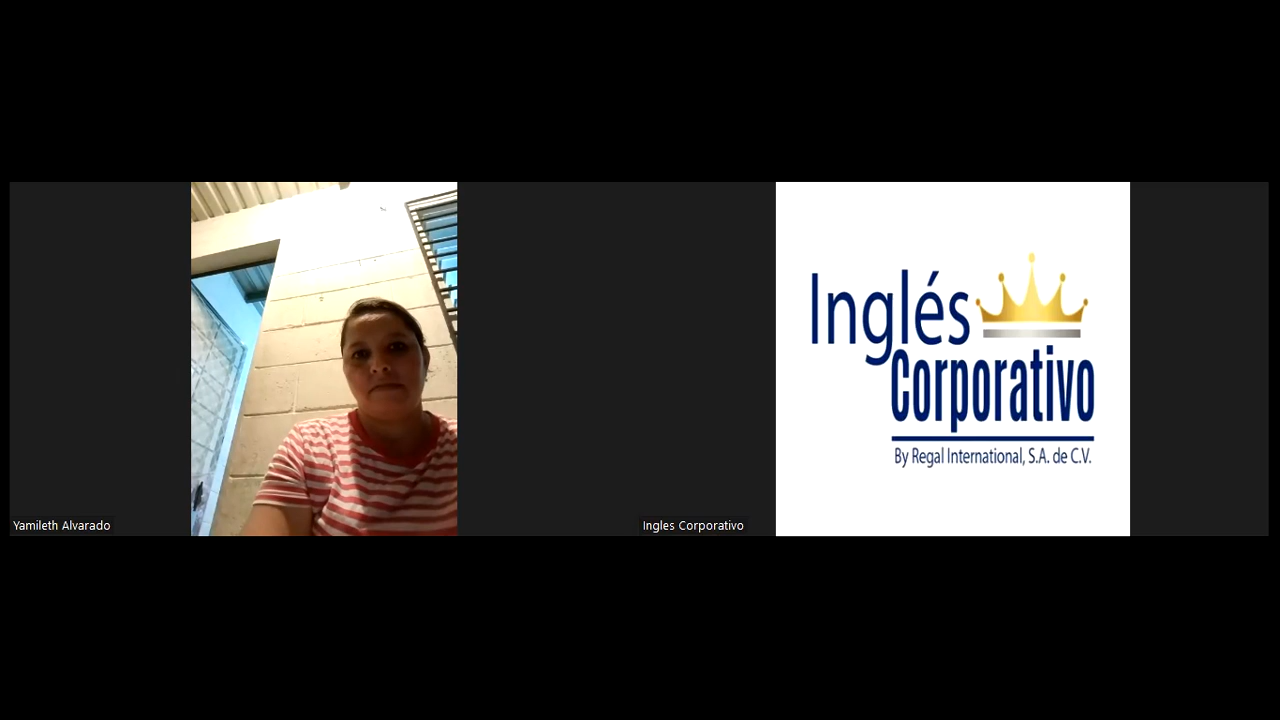 Inglés
Corporativo
By Regal International, S.A. de C.V.
Yamileth Alvarado
Ingles Corporativo